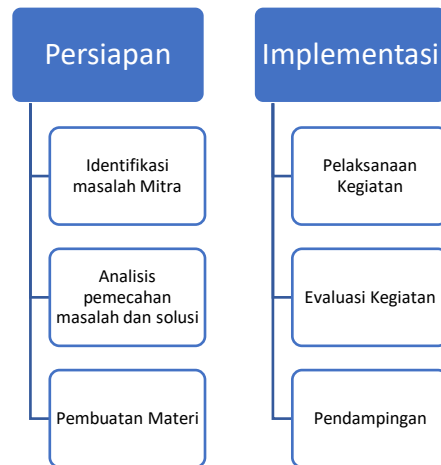 Persiapan
Identifikasi
masalah Mitra
Analisis
pemecahan
masalah dan solusi
Pembuatan Materi
Implementasi
Pelaksanaan
Kegiatan
Evaluasi Kegiatan
Pendampingan